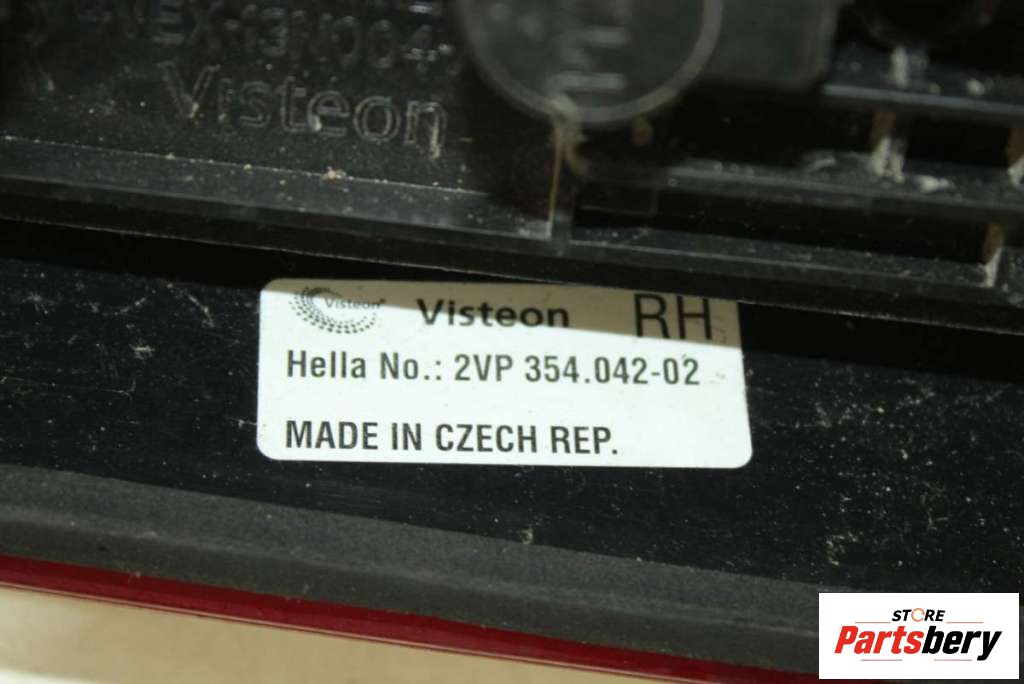 Visteon
Visteon
Visteon
RH
Hella No.: 2VP 354.042-02
MADE IN CZECH REP.
STORE
Partsbery